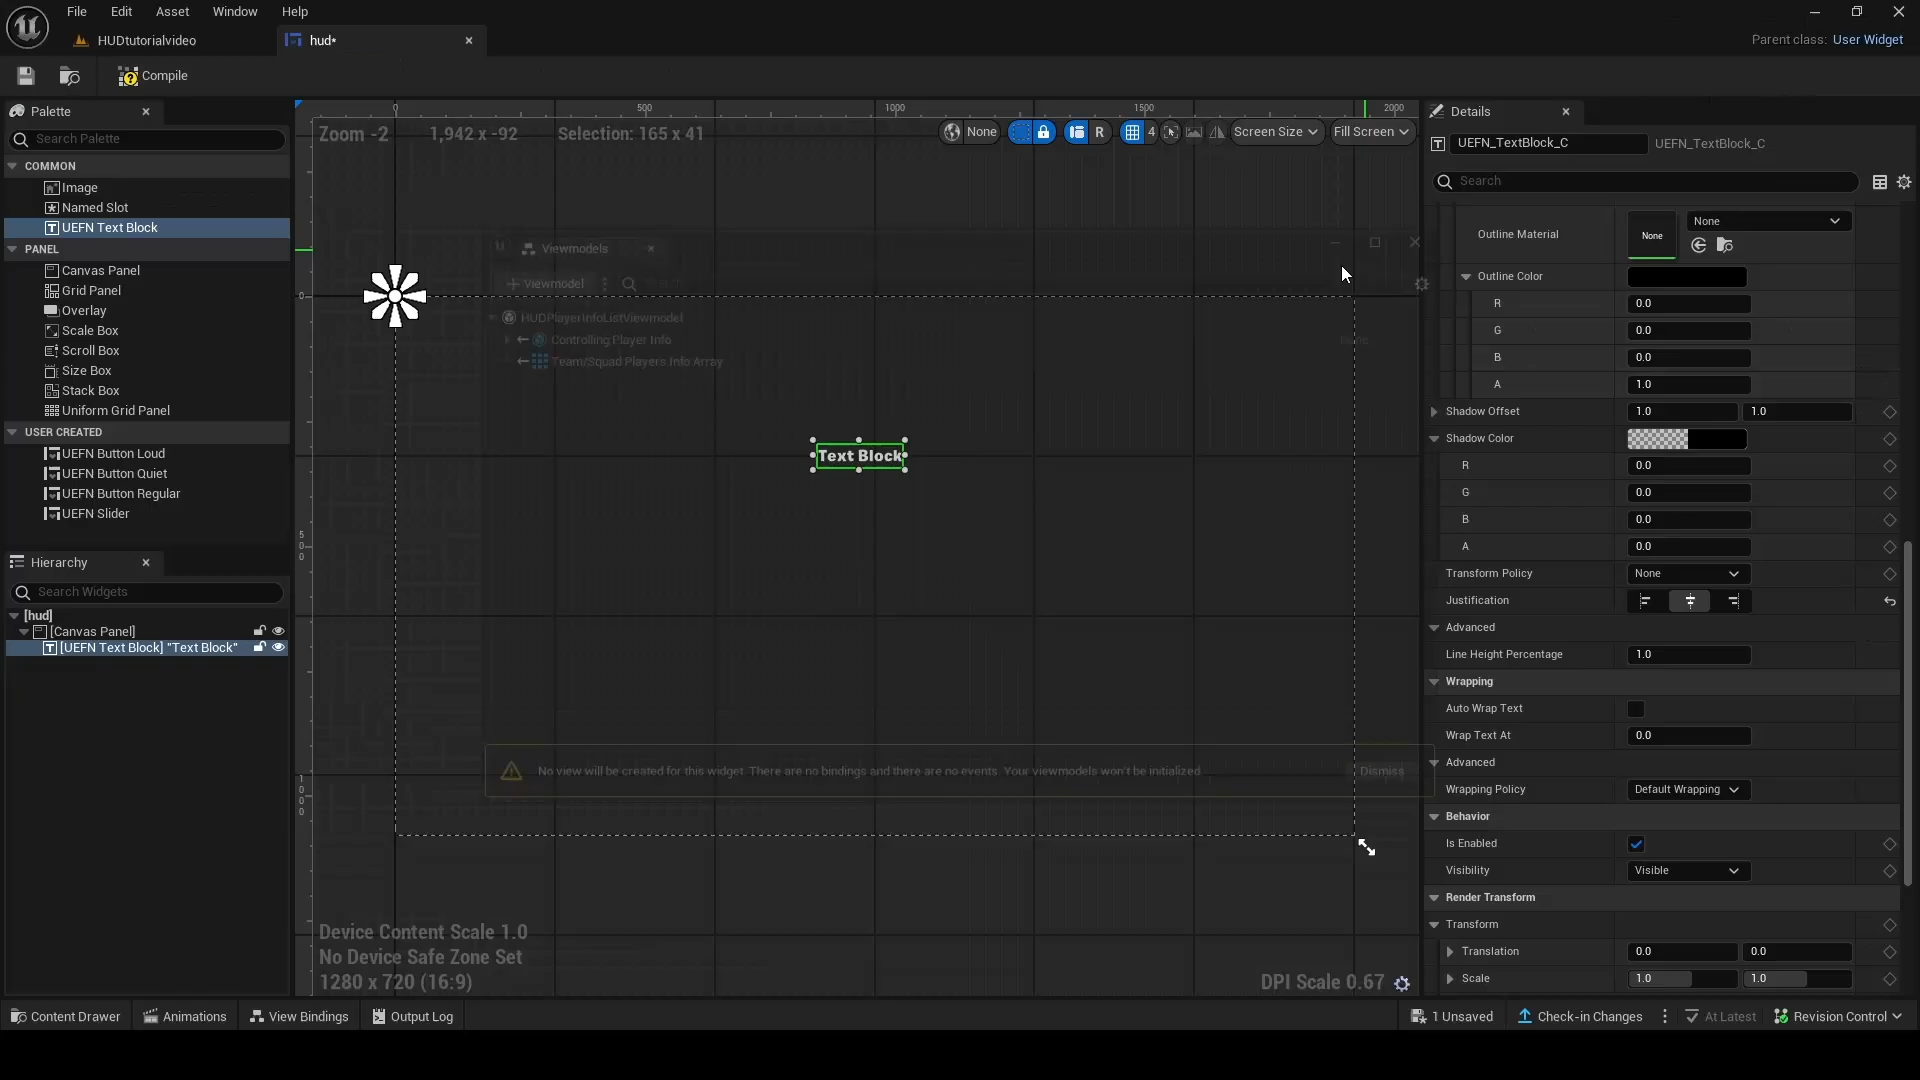 File Edit Asset Window Help
HUDtutorialvideo
hud*
Parent class: User Widget
Compile
Palette
Search Palette
COMMON
Image
Named Slot
UEFN Text Block
PANEL
Canvas Panel
Grid Panel
Overlay
Scale Box
Scroll Box
Size Box
Stack Box
Uniform Grid Panel
USER CREATED
UEFN Button Loud
UEFN Button Quiet
UEFN Button Regular
UEFN Slider
Hierarchy
Search Widgets
[hud]
[Canvas Panel]
[UEFN Text Block] "Text Block"
0 500 1000 1500 2000
Zoom -2 1,942 x -92 Selection: 165 x 41
None R 4 Screen Size Fill Screen
0
500
1000
Viewmodels
Viewmodel
HUDPlayerInfoListViewmodel
Controlling Player Info
Team/Squad Players Info Array
Text Block
No view will be created for this widget. There are no bindings and there are no events. Your viewmodels won't be initialized
Dismiss
Device Content Scale 1.0
No Device Safe Zone Set
1280 x 720 (16:9)
DPI Scale 0.67
Details
UEFN_TextBlock_C UEFN_TextBlock_C
Search
Outline Material None None
Outline Color
R 0.0
G 0.0
B 0.0
A 1.0
Shadow Offset 1.0 1.0
Shadow Color
R 0.0
G 0.0
B 0.0
A 0.0
Transform Policy None
Justification
Advanced
Line Height Percentage 1.0
Wrapping
Auto Wrap Text
Wrap Text At 0.0
Advanced
Wrapping Policy Default Wrapping
Behavior
Is Enabled
Visibility Visible
Render Transform
Transform
Translation 0.0 0.0
Scale 1.0 1.0
Content Drawer Animations View Bindings Output Log
1 Unsaved Check-in Changes At Latest Revision Control